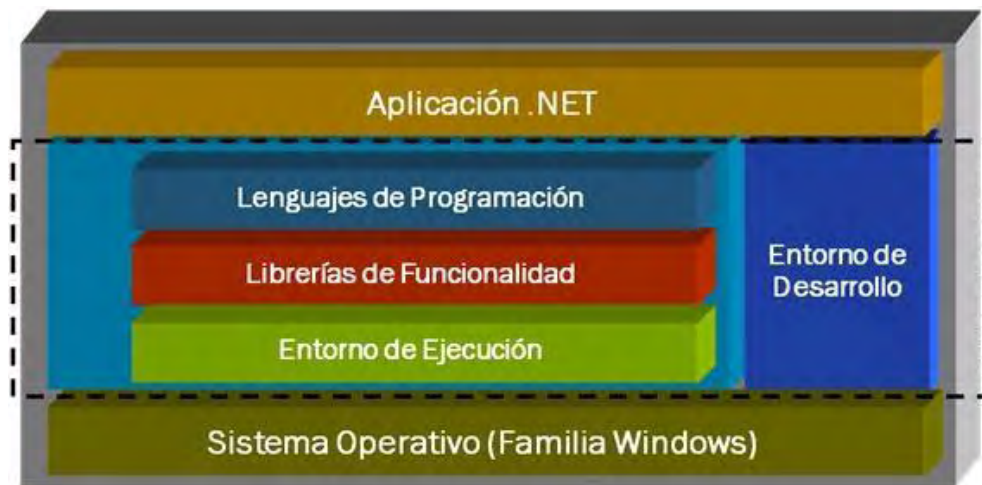 Aplicación .NET
Lenguajes de Programación
Librerías de Funcionalidad
Entorno de Ejecución
Entorno de
Desarrollo
Sistema Operativo (Familia Windows)